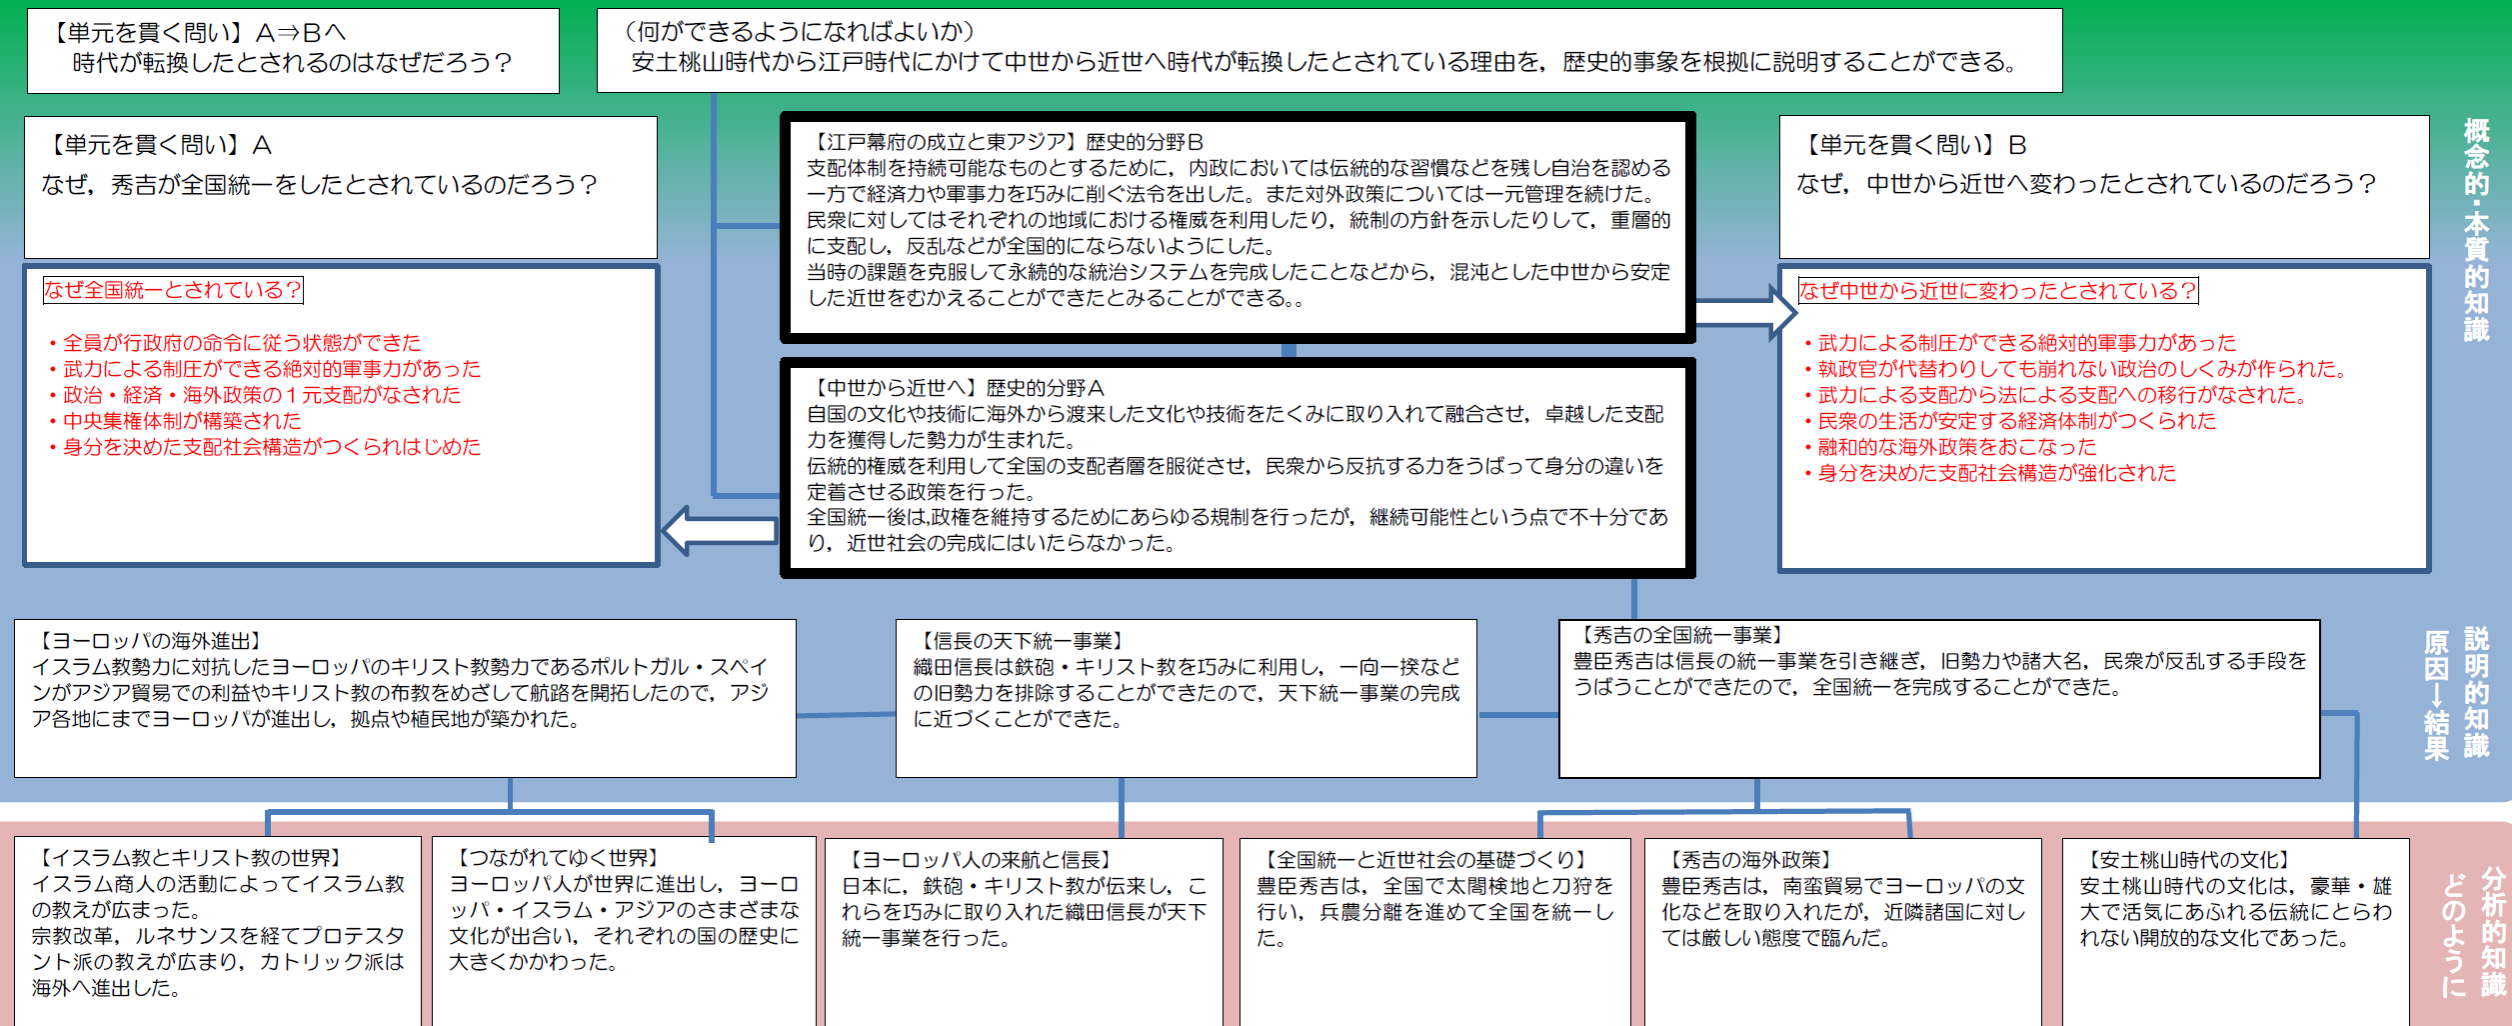 【単元を貫く問い】A⇒Bへ
時代が転換したとされるのはなぜだろう？
（何ができるようになればよいか）
安土桃山時代から江戸時代にかけて中世から近世へ時代が転換したとされている理由を，歴史的事象を根拠に説明することができる。
【単元を貫く問い】A
なぜ，秀吉が全国統一をしたとされているのだろう？
なぜ全国統一とされている？
・全員が行政府の命令に従う状態ができた
・武力による制圧ができる絶対的軍事力があった
・政治・経済・海外政策の１元支配がなされた
・中央集権体制が構築された
・身分を決めた支配社会構造がつくられはじめた
【江戸幕府の成立と東アジア】歴史的分野B
支配体制を持続可能なものとするために，内政においては伝統的な習慣などを残し自治を認める
一方で経済力や軍事力を巧みに削ぐ法令を出した。また対外政策については一元管理を続けた。
民衆に対してはそれぞれの地域における権威を利用したり，統制の方針を示したりして，重層的
に支配し，反乱などが全国的にならないようにした。
当時の課題を克服して永続的な統治システムを完成したことなどから，混沌とした中世から安定
した近世をむかえることができたとみることができる。。
【中世から近世へ】歴史的分野A
自国の文化や技術に海外から渡来した文化や技術をたくみに取り入れて融合させ，卓越した支配
力を獲得した勢力が生まれた。
伝統的権威を利用して全国の支配者層を服従させ，民衆から反抗する力をうばって身分の違いを
定着させる政策を行った。
全国統一後は,政権を維持するためにあらゆる規制を行ったが，継続可能性という点で不十分であ
り，近世社会の完成にはいたらなかった。
【単元を貫く問い】B
なぜ，中世から近世へ変わったとされているのだろう？
なぜ中世から近世に変わったとされている？
・武力による制圧ができる絶対的軍事力があった
・執政官が代替わりしても崩れない政治のしくみが作られた。
・武力による支配から法による支配への移行がなされた。
・民衆の生活が安定する経済体制がつくられた
・融和的な海外政策をおこなった
・身分を決めた支配社会構造が強化された
概念的・本質的知識
【ヨーロッパの海外進出】
イスラム教勢力に対抗したヨーロッパのキリスト教勢力であるポルトガル・スペイ
ンがアジア貿易での利益やキリスト教の布教をめざして航路を開拓したので，アジ
ア各地にまでヨーロッパが進出し，拠点や植民地が築かれた。
【信長の天下統一事業】
織田信長は鉄砲・キリスト教を巧みに利用し，一向一揆など
の旧勢力を排除することができたので，天下統一事業の完成
に近づくことができた。
【秀吉の全国統一事業】
豊臣秀吉は信長の統一事業を引き継ぎ，旧勢力や諸大名，民衆が反乱する手段を
うばうことができたので，全国統一を完成することができた。
説明的知識
原因→結果
【イスラム教とキリスト教の世界】
イスラム商人の活動によってイスラム教
の教えが広まった。
宗教改革，ルネサンスを経てプロテスタ
ント派の教えが広まり，カトリック派は
海外へ進出した。
【つながれてゆく世界】
ヨーロッパ人が世界に進出し，ヨーロ
ッパ・イスラム・アジアのさまざまな
文化が出合い，それぞれの国の歴史に
大きくかかわった。
【ヨーロッパ人の来航と信長】
日本に，鉄砲・キリスト教が伝来し，こ
れらを巧みに取り入れた織田信長が天下
統一事業を行った。
【全国統一と近世社会の基礎づくり】
豊臣秀吉は，全国で太閤検地と刀狩を
行い，兵農分離を進めて全国を統一し
た。
【秀吉の海外政策】
豊臣秀吉は，南蛮貿易でヨーロッパの文
化などを取り入れたが，近隣諸国に対し
ては厳しい態度で臨んだ。
【安土桃山時代の文化】
安土桃山時代の文化は，豪華・雄
大で活気にあふれる伝統にとらわ
れない開放的な文化であった。
分析的知識
どのように